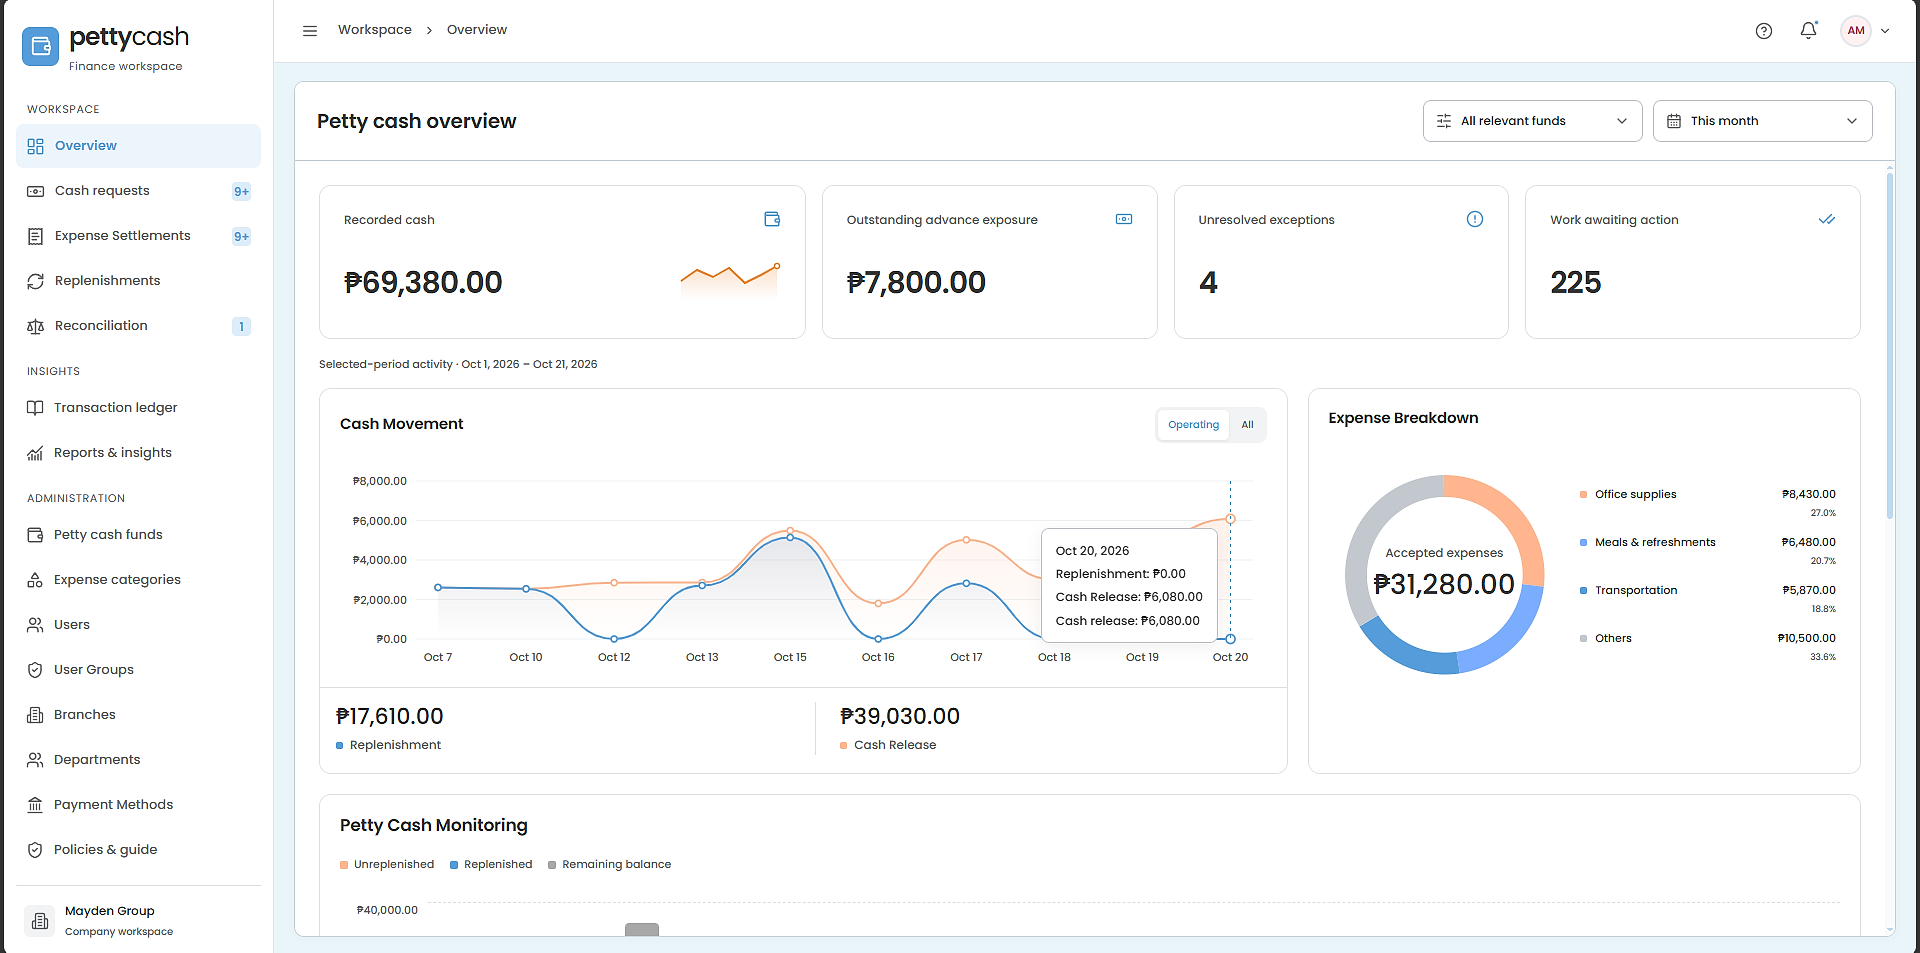 pettycash
Finance workspace
WORKSPACE
Overview
Cash requests 9+
Expense Settlements 9+
Replenishments
Reconciliation 1
INSIGHTS
Transaction ledger
Reports & insights
ADMINISTRATION
Petty cash funds
Expense categories
Users
User Groups
Branches
Departments
Payment Methods
Policies & guide
Mayden Group
Company workspace
Workspace > Overview
AM
Petty cash overview
All relevant funds
This month
Recorded cash
₱69,380.00
Outstanding advance exposure
₱7,800.00
Unresolved exceptions
4
Work awaiting action
225
Selected-period activity · Oct 1, 2026 – Oct 21, 2026
Cash Movement
Operating All
₱8,000.00
₱6,000.00
₱4,000.00
₱2,000.00
₱0.00
Oct 7 Oct 10 Oct 12 Oct 13 Oct 15 Oct 16 Oct 17 Oct 18 Oct 19 Oct 20
Oct 20, 2026
Replenishment: ₱0.00
Cash Release: ₱6,080.00
Cash release: ₱6,080.00
₱17,610.00
Replenishment
₱39,030.00
Cash Release
Expense Breakdown
Accepted expenses
₱31,280.00
Office supplies ₱8,430.00
27.0%
Meals & refreshments ₱6,480.00
20.7%
Transportation ₱5,870.00
18.8%
Others ₱10,500.00
33.6%
Petty Cash Monitoring
Unreplenished Replenished Remaining balance
₱40,000.00